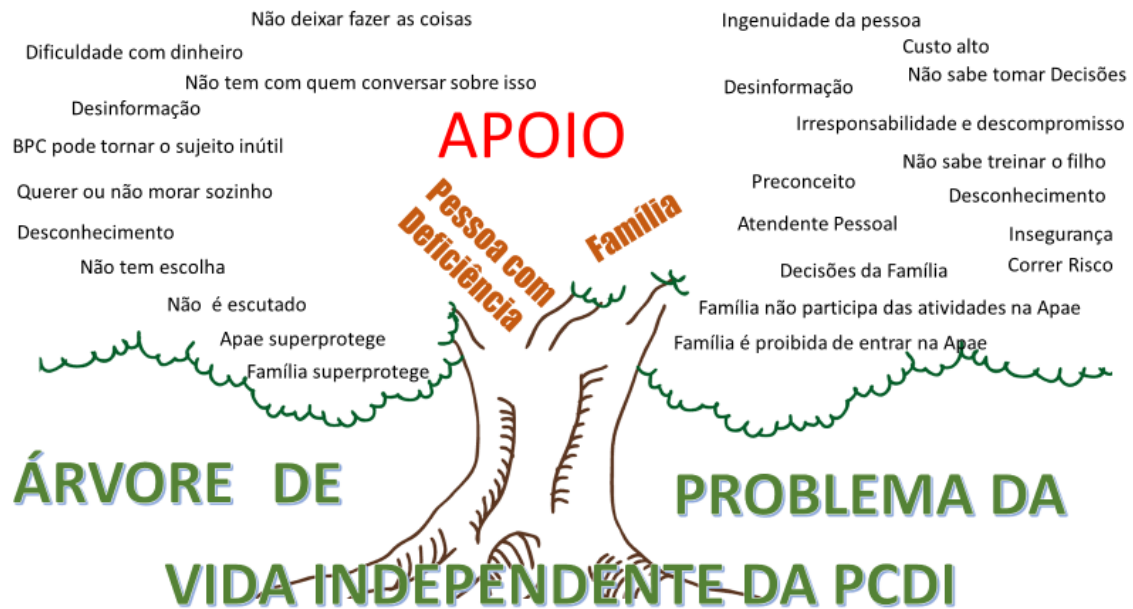 Não deixar fazer as coisas
Dificuldade com dinheiro
Não tem com quem conversar sobre isso
Desinformação
BPC pode tornar o sujeito inútil
Querer ou não morar sozinho
Desconhecimento
Não tem escolha
Não é escutado
Apae superprotege
Família superprotege
APOIO
Pessoa com
Deficiência
Família
Ingenuidade da pessoa
Custo alto
Não sabe tomar Decisões
Desinformação
Irresponsabilidade e descompromisso
Não sabe treinar o filho
Preconceito
Desconhecimento
Atendente Pessoal
Insegurança
Correr Risco
Decisões da Família
Família não participa das atividades na Apae
Família é proibida de entrar na Apae
ÁRVORE DE
PROBLEMA DA
VIDA INDEPENDENTE DA PCDI